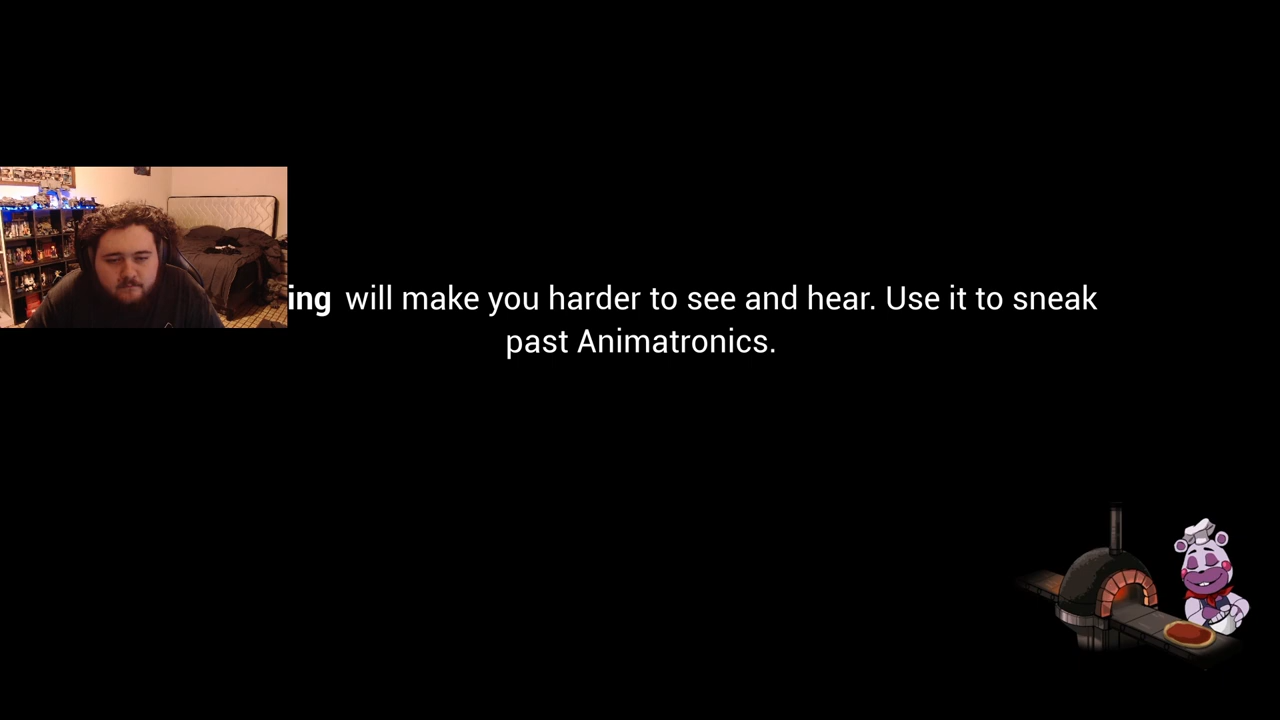 ing will make you harder to see and hear. Use it to sneak
past Animatronics.